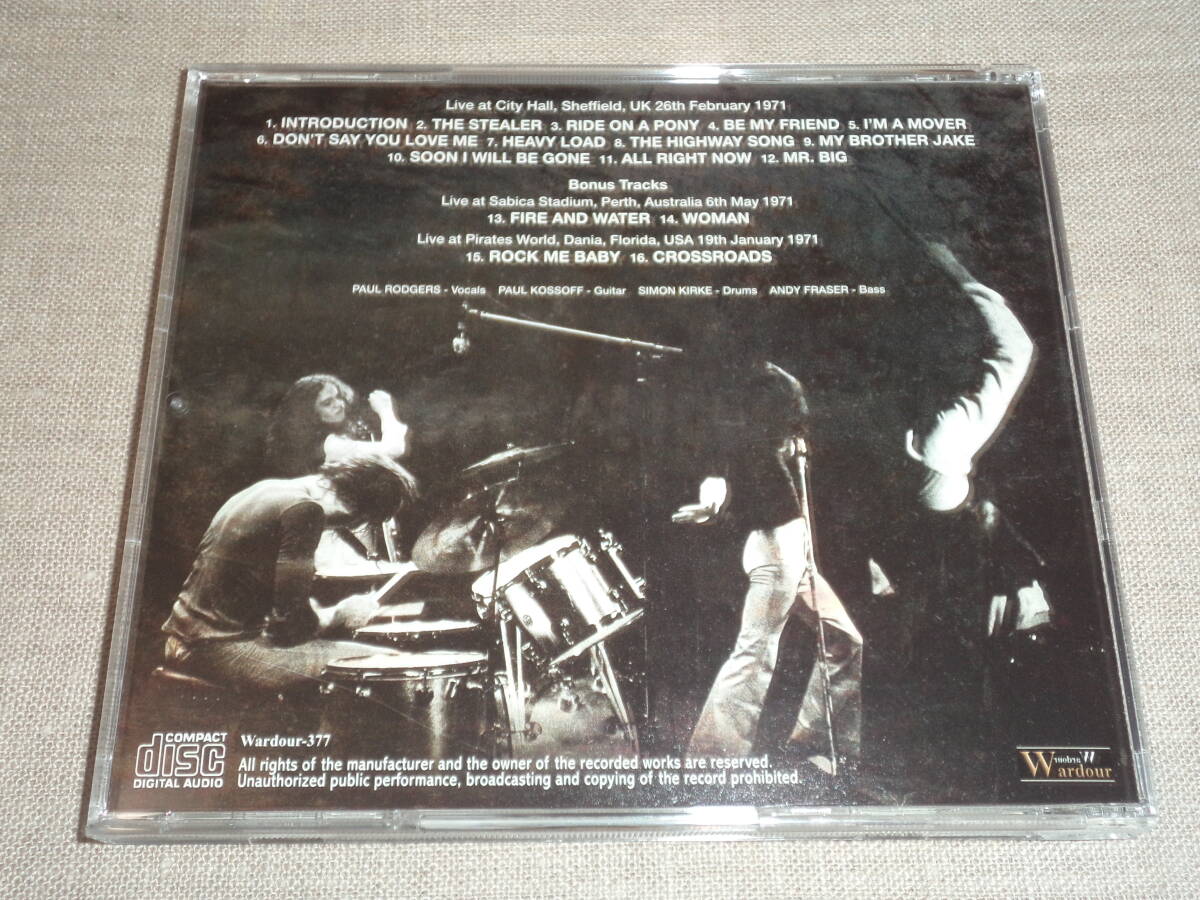 Live at City Hall, Sheffield, UK 26th February 1971
1. INTRODUCTION 2. THE STEALER 3. RIDE ON A PONY 4. BE MY FRIEND 5. I'M A MOVER
6. DON'T SAY YOU LOVE ME 7. HEAVY LOAD 8. THE HIGHWAY SONG 9. MY BROTHER JAKE
10. SOON I WILL BE GONE 11. ALL RIGHT NOW 12. MR. BIG
Bonus Tracks
Live at Sabica Stadium, Perth, Australia 6th May 1971
13. FIRE AND WATER 14. WOMAN
Live at Pirates World, Dania, Florida, USA 19th January 1971
15. ROCK ME BABY 16. CROSSROADS
PAUL RODGERS - Vocals PAUL KOSSOFF - Guitar SIMON KIRKE - Drums ANDY FRASER - Bass
COMPACT
disc
DIGITAL AUDIO
Wardour-377
All rights of the manufacturer and the owner of the recorded works are reserved.
Unauthorized public performance, broadcasting and copying of the record prohibited.
Wardour